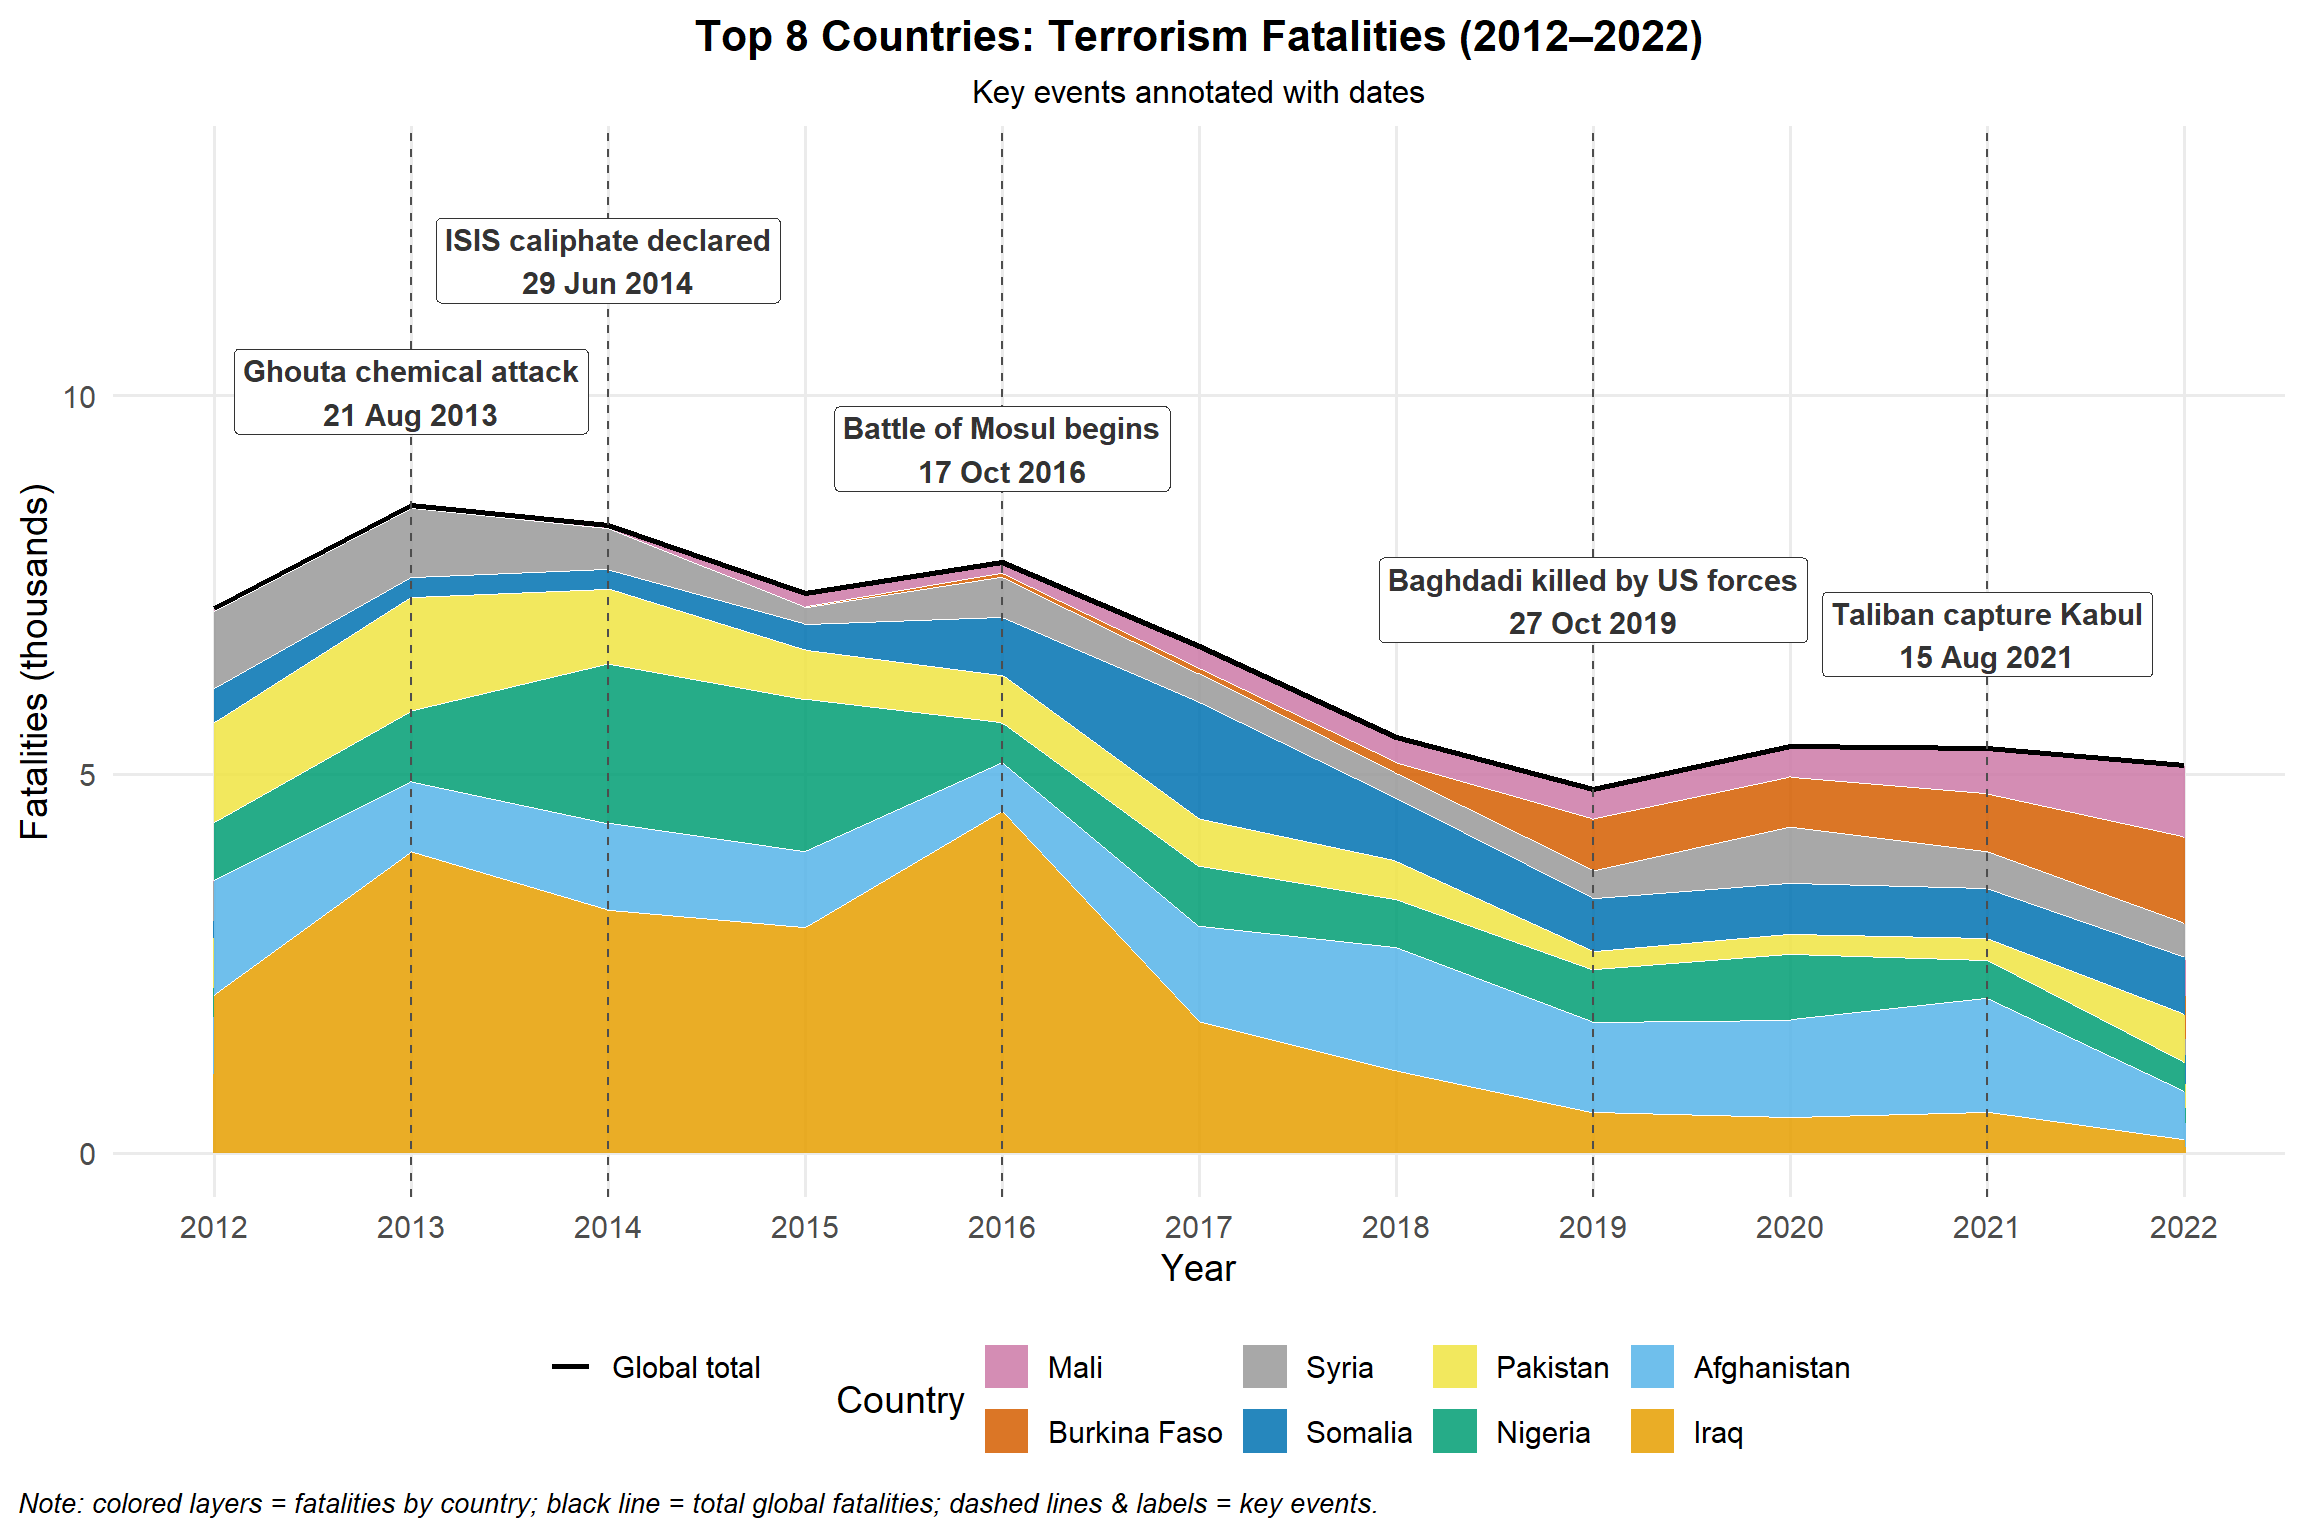 Top 8 Countries: Terrorism Fatalities (2012–2022)
Key events annotated with dates
ISIS caliphate declared
29 Jun 2014
Ghouta chemical attack
21 Aug 2013
Battle of Mosul begins
17 Oct 2016
Baghdadi killed by US forces
27 Oct 2019
Taliban capture Kabul
15 Aug 2021
Fatalities (thousands)
10
5
0
2012 2013 2014 2015 2016 2017 2018 2019 2020 2021 2022
Year
Global total
Country
Mali Syria Pakistan Afghanistan
Burkina Faso Somalia Nigeria Iraq
Note: colored layers = fatalities by country; black line = total global fatalities; dashed lines & labels = key events.